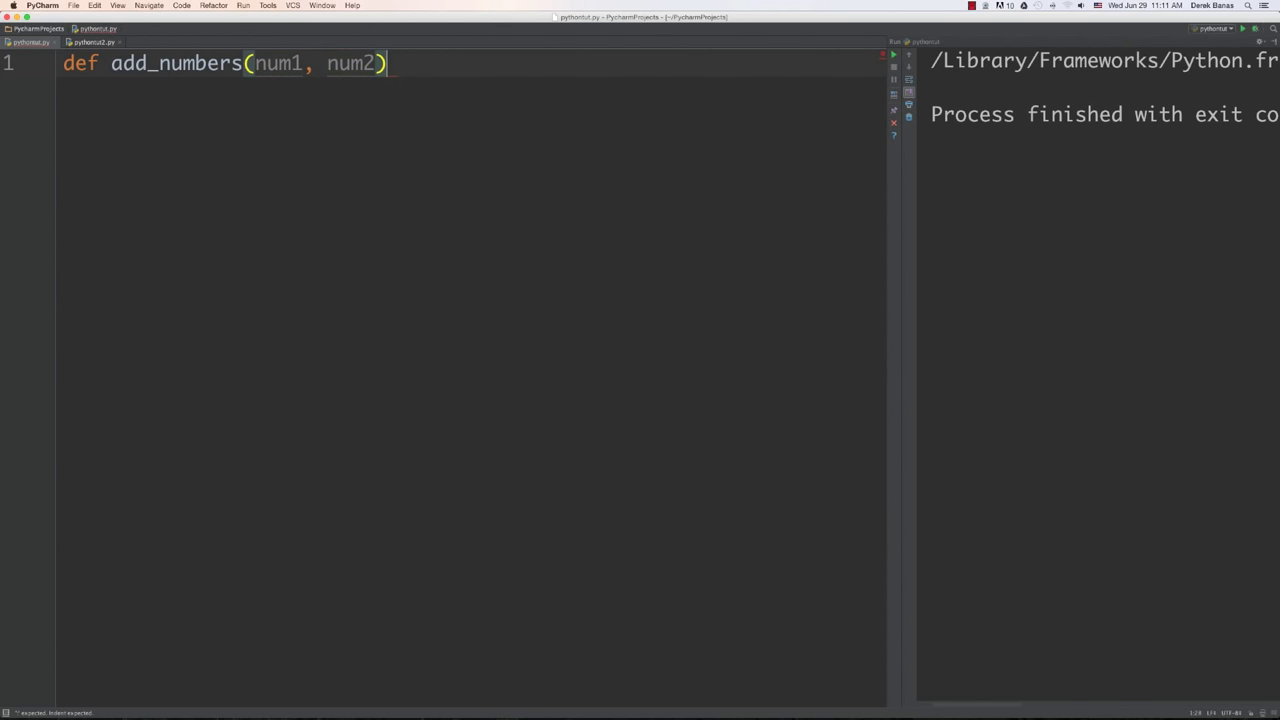 PyCharm File Edit View Navigate Code Refactor Run Tools VCS Window Help
10 Wed Jun 29 11:11 AM Derek Banas
pythontut.py - PycharmProjects - [~/PycharmProjects]
PycharmProjects pythontut.py
pythontut
pythontut.py pythontut2.py
Run pythontut
1 def add_numbers(num1, num2)
/Library/Frameworks/Python.fr
Process finished with exit co
?
':' expected. Indent expected.
1:28 LF÷ UTF-8÷